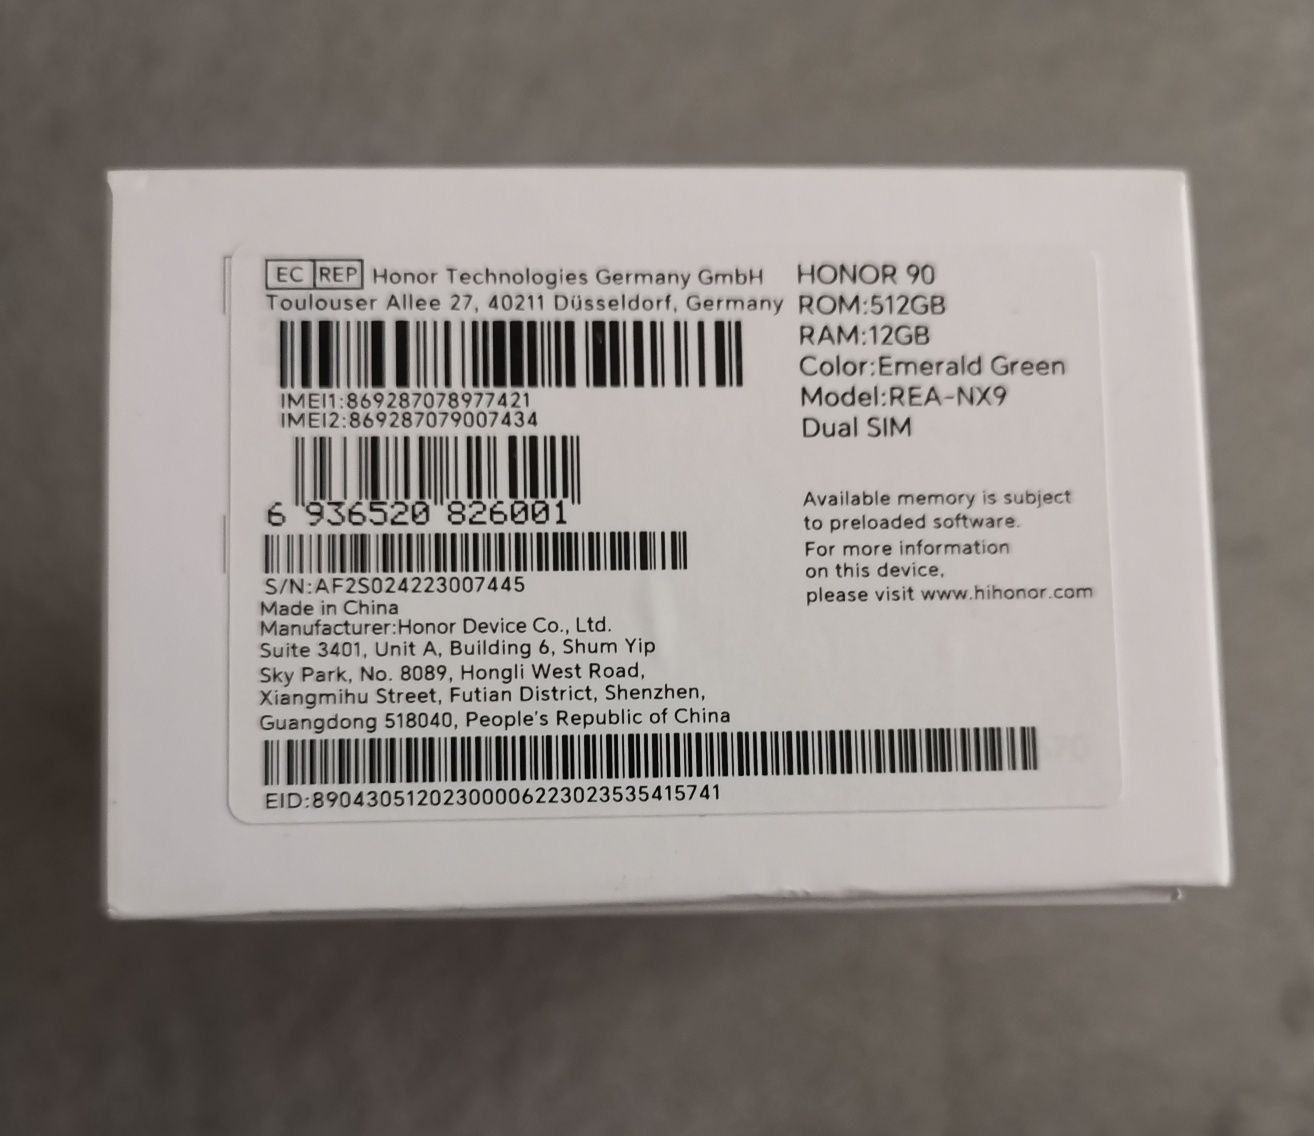 EC REP Honor Technologies Germany GmbH
Toulouser Allee 27, 40211 Düsseldorf, Germany
IMEI1:869287078977421
IMEI2:869287079007434
6 936520 826001
S/N:AF2S024223007445
Made in China
Manufacturer:Honor Device Co., Ltd.
Suite 3401, Unit A, Building 6, Shum Yip
Sky Park, No. 8089, Hongli West Road,
Xiangmihu Street, Futian District, Shenzhen,
Guangdong 518040, People's Republic of China
EID:89043051202300006223023535415741
HONOR 90
ROM:512GB
RAM:12GB
Color:Emerald Green
Model:REA-NX9
Dual SIM
Available memory is subject
to preloaded software.
For more information
on this device,
please visit www.hihonor.com